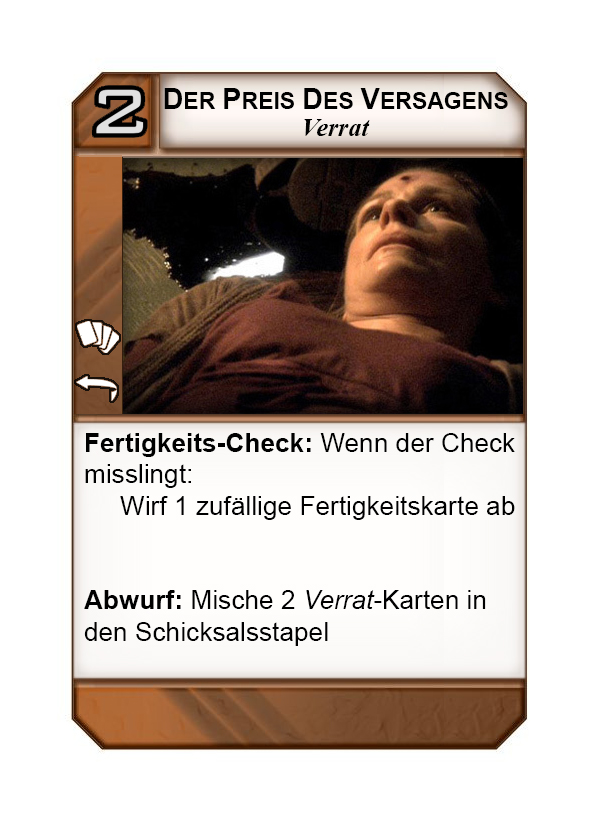 2
DER PREIS DES VERSAGENS
Verrat
Fertigkeits-Check: Wenn der Check
misslingt:
Wirf 1 zufällige Fertigkeitskarte ab
Abwurf: Mische 2 Verrat-Karten in
den Schicksalsstapel